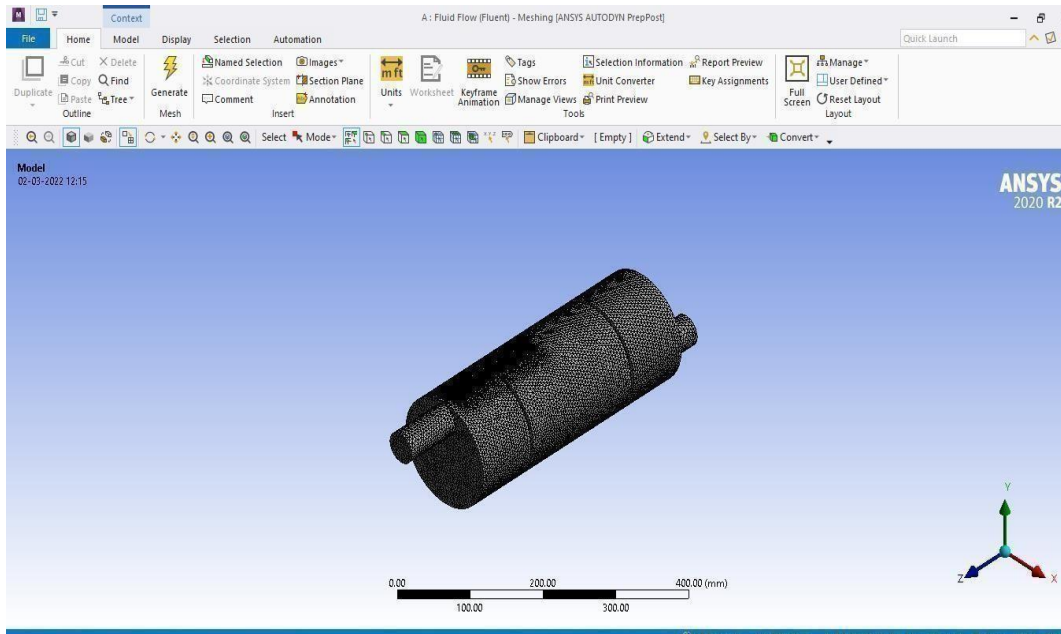 Context
A : Fluid Flow (Fluent) - Meshing [ANSYS AUTODYN PrepPost]
File Home Model Display Selection Automation Quick Launch
Duplicate Cut Copy Paste Delete Find Tree
Outline
Generate
Mesh
Named Selection Coordinate System Comment Images Section Plane Annotation
Insert
Units Worksheet Keyframe Animation Tags Show Errors Manage Views Selection Information Unit Converter Print Preview Report Preview Key Assignments
Tools
Full Screen Manage User Defined Reset Layout
Layout
Select Mode Clipboard [ Empty ] Extend Select By Convert
Model
02-03-2022 12:15
ANSYS
2020 R2
0.00 200.00 400.00 (mm)
100.00 300.00
Y
Z X